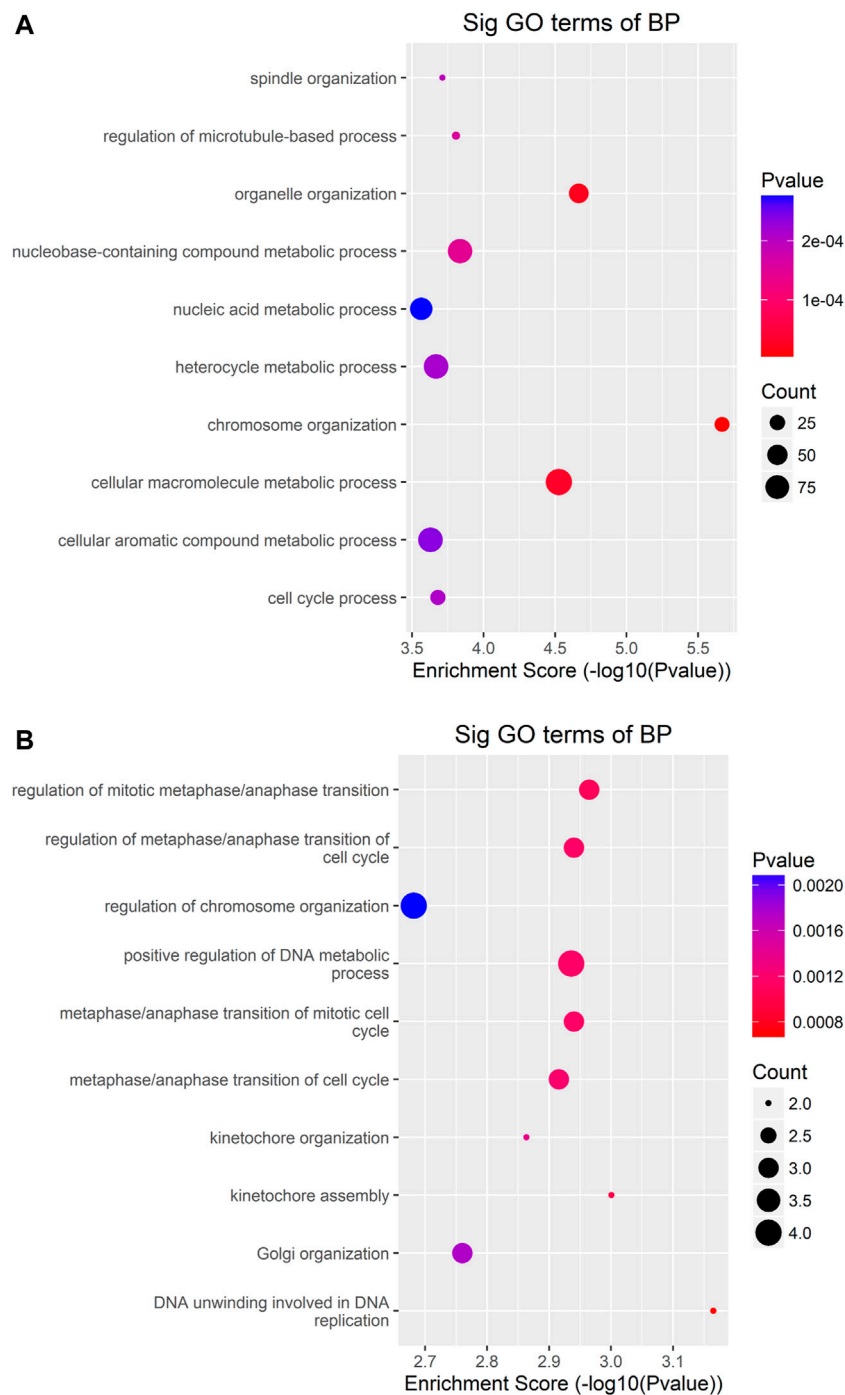 A
Sig GO terms of BP
spindle organization
regulation of microtubule-based process
organelle organization
nucleobase-containing compound metabolic process
nucleic acid metabolic process
heterocycle metabolic process
chromosome organization
cellular macromolecule metabolic process
cellular aromatic compound metabolic process
cell cycle process
3.5 4.0 4.5 5.0 5.5
Enrichment Score (-log10(Pvalue))
Pvalue
2e-04
1e-04
Count
25
50
75
B
Sig GO terms of BP
regulation of mitotic metaphase/anaphase transition
regulation of metaphase/anaphase transition of
cell cycle
regulation of chromosome organization
positive regulation of DNA metabolic
process
metaphase/anaphase transition of mitotic cell
cycle
metaphase/anaphase transition of cell cycle
kinetochore organization
kinetochore assembly
Golgi organization
DNA unwinding involved in DNA
replication
2.7 2.8 2.9 3.0 3.1
Enrichment Score (-log10(Pvalue))
Pvalue
0.0020
0.0016
0.0012
0.0008
Count
2.0
2.5
3.0
3.5
4.0